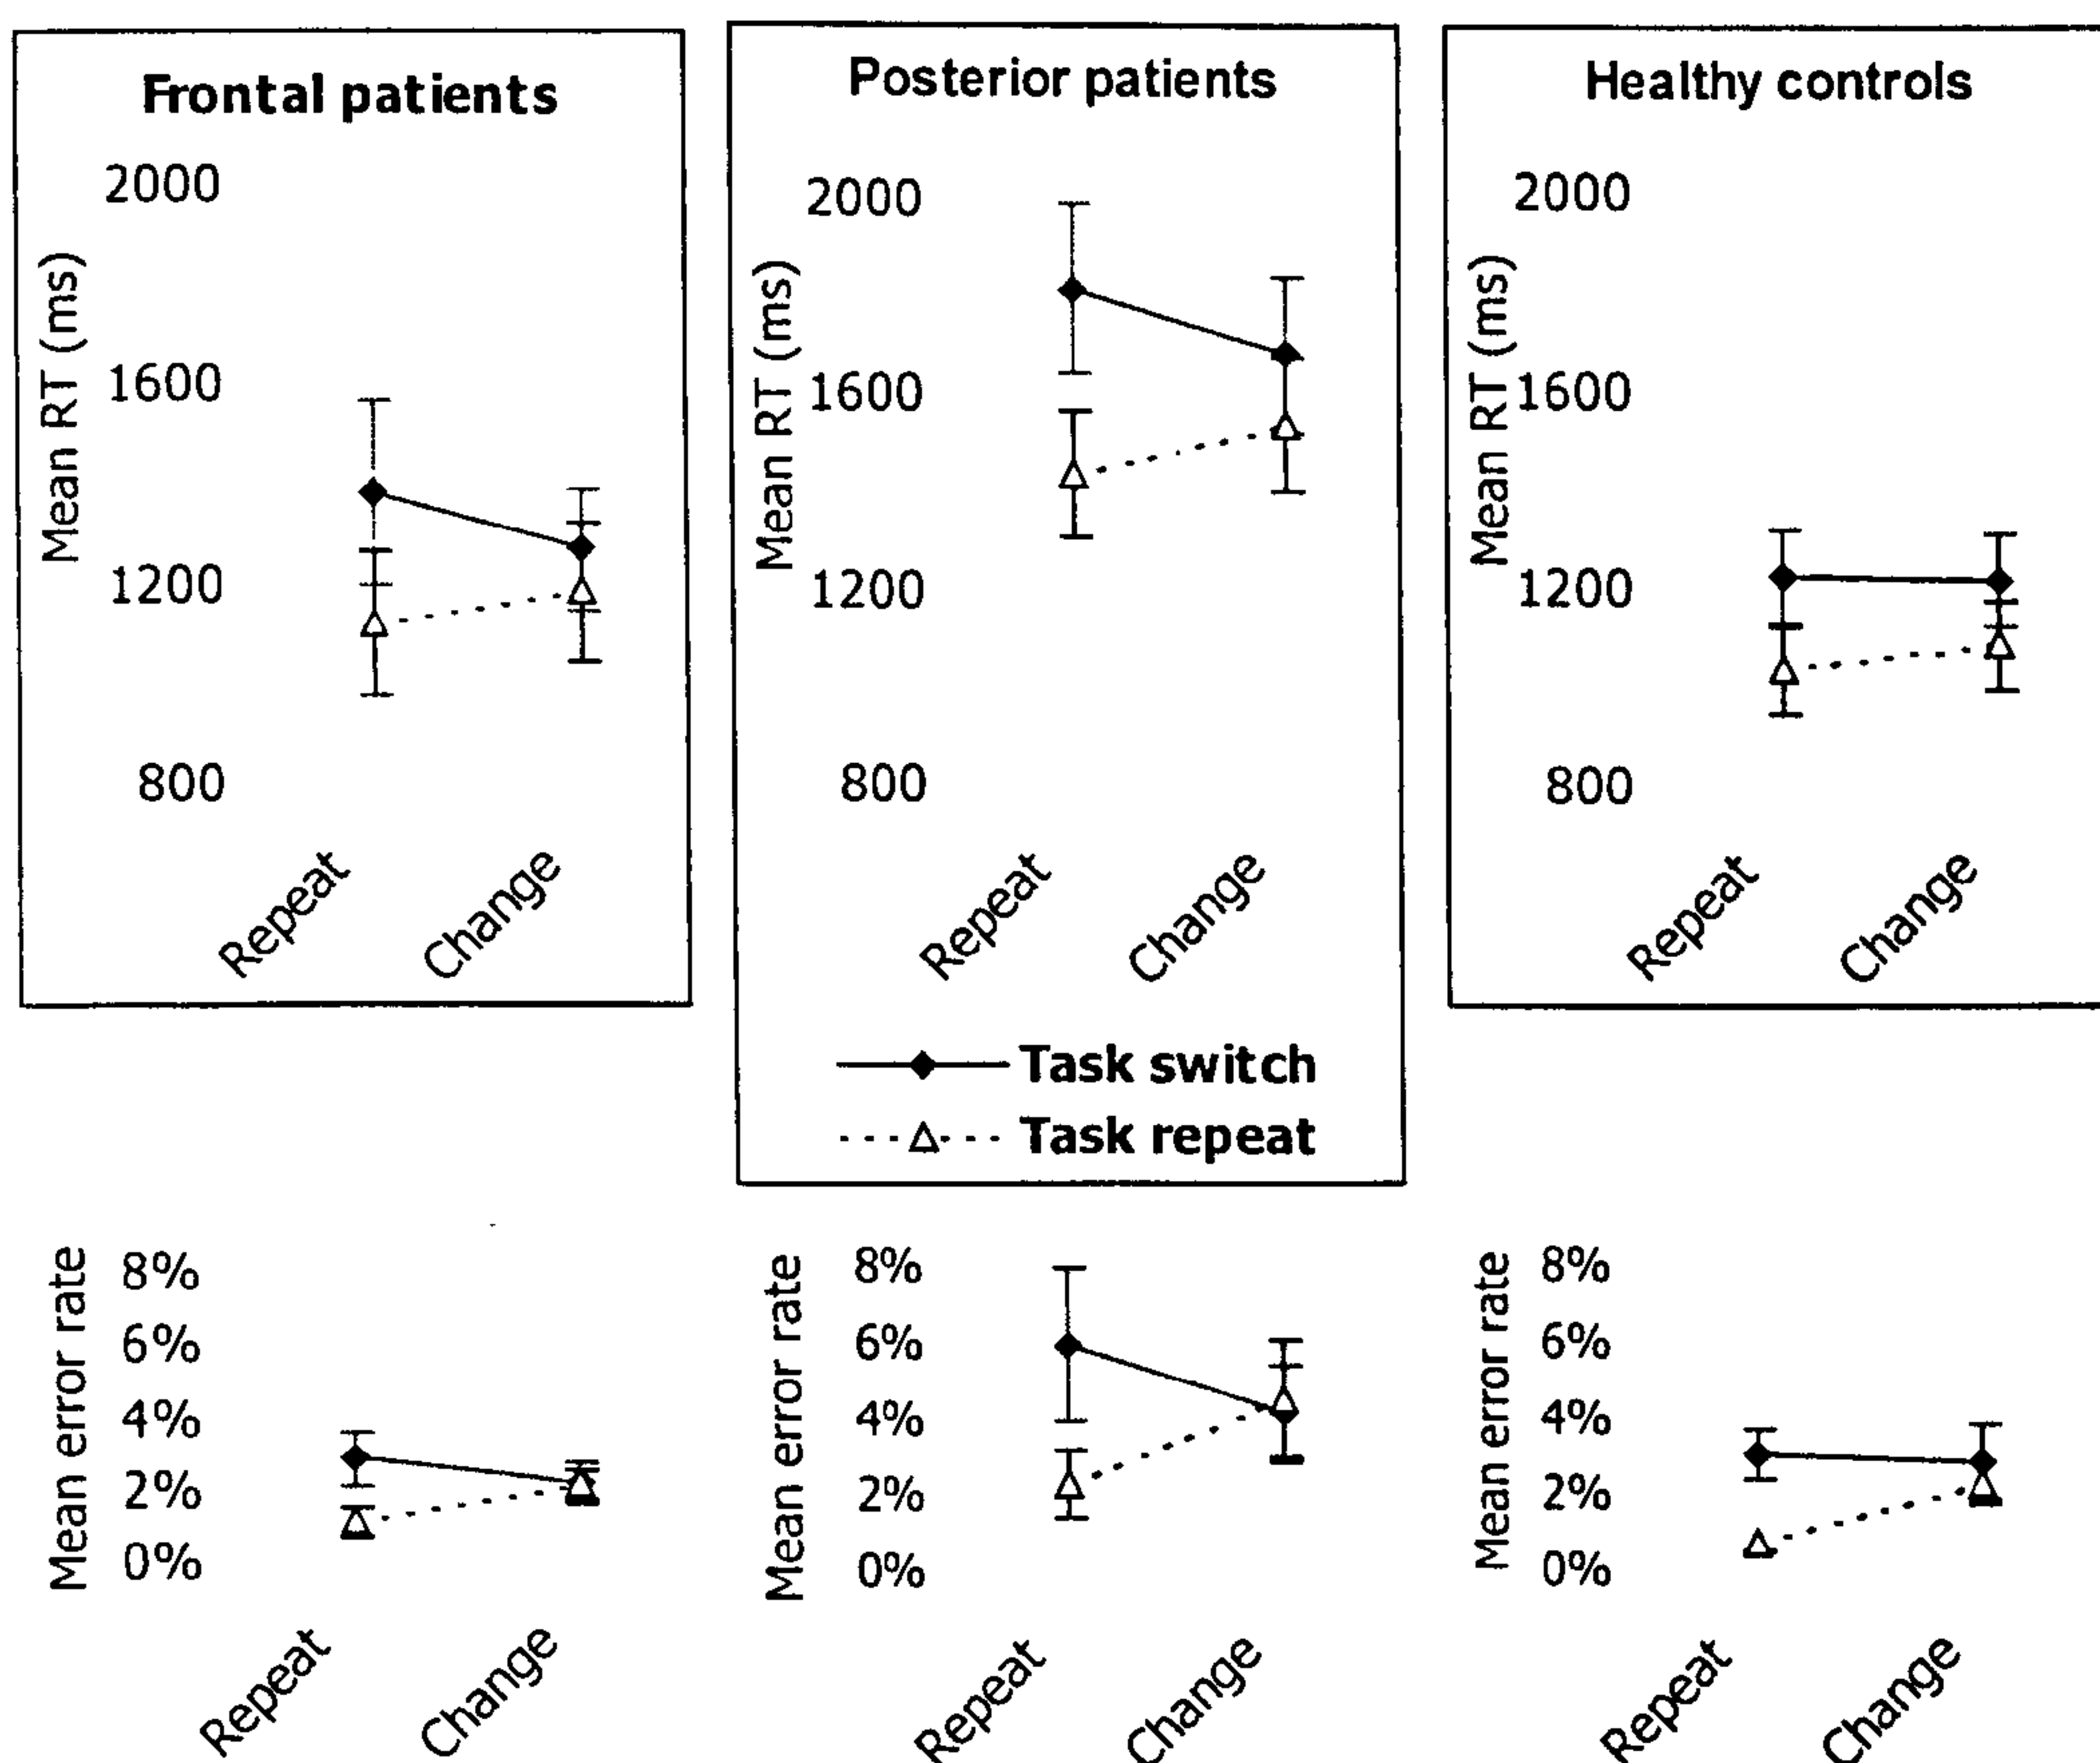 Frontal patients
2000
1600
1200
800
Mean RT (ms)
Repeat
Change
Posterior patients
2000
1600
1200
800
Mean RT (ms)
Repeat
Change
Task switch
Task repeat
Healthy controls
2000
1600
1200
800
Mean RT (ms)
Repeat
Change
Mean error rate
8%
6%
4%
2%
0%
Repeat
Change
Mean error rate
8%
6%
4%
2%
0%
Repeat
Change
Mean error rate
8%
6%
4%
2%
0%
Repeat
Change